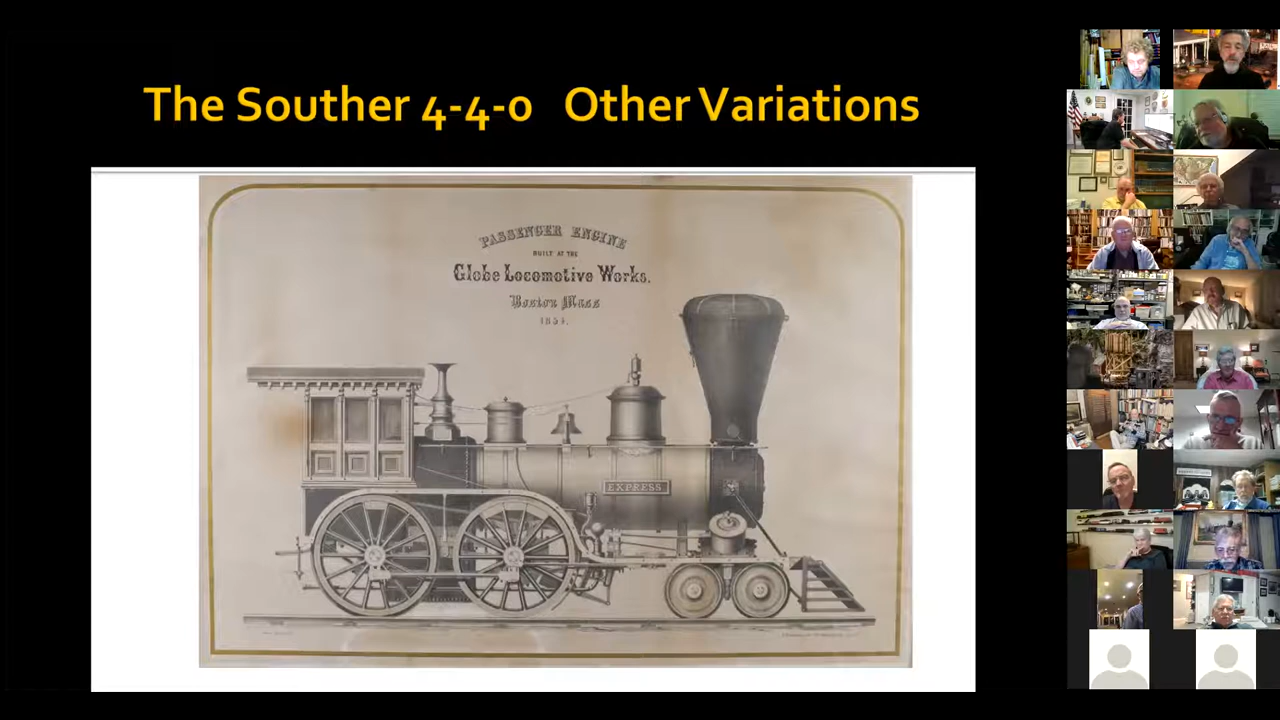 The Souther 4-4-0 Other Variations
PASSENGER ENGINE
BUILT AT THE
Globe Locomotive Works.
Boston Mass
EXPRESS